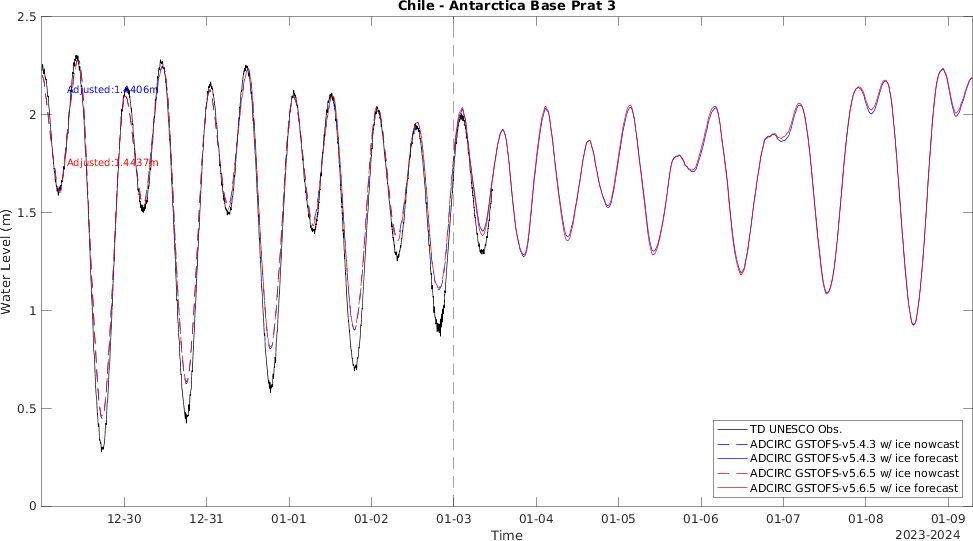 Chile - Antarctica Base Prat 3
2.5
2
1.5
1
0.5
0
Water Level (m)
Adjusted:1.4406m
Adjusted:1.4437m
TD UNESCO Obs.
ADCIRC GSTOFS-v5.4.3 w/ ice nowcast
ADCIRC GSTOFS-v5.4.3 w/ ice forecast
ADCIRC GSTOFS-v5.6.5 w/ ice nowcast
ADCIRC GSTOFS-v5.6.5 w/ ice forecast
12-30 12-31 01-01 01-02 01-03 01-04 01-05 01-06 01-07 01-08 01-09
Time
2023-2024